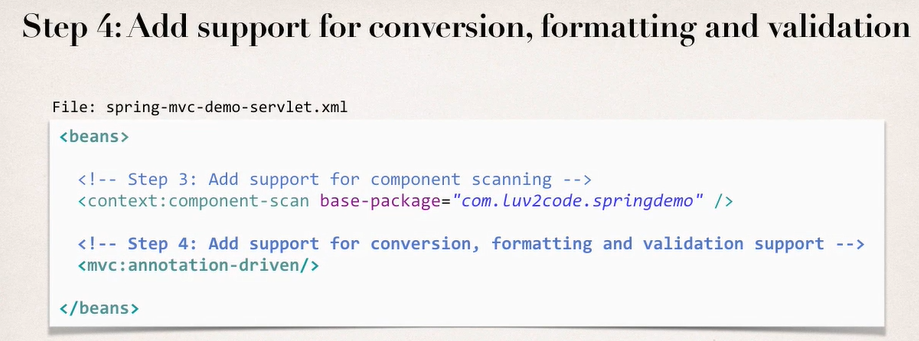 Step 4: Add support for conversion, formatting and validation
File: spring-mvc-demo-servlet.xml
<beans>
<!-- Step 3: Add support for component scanning -->
<context:component-scan base-package="com.luv2code.springdemo" />
<!-- Step 4: Add support for conversion, formatting and validation support -->
<mvc:annotation-driven/>
</beans>